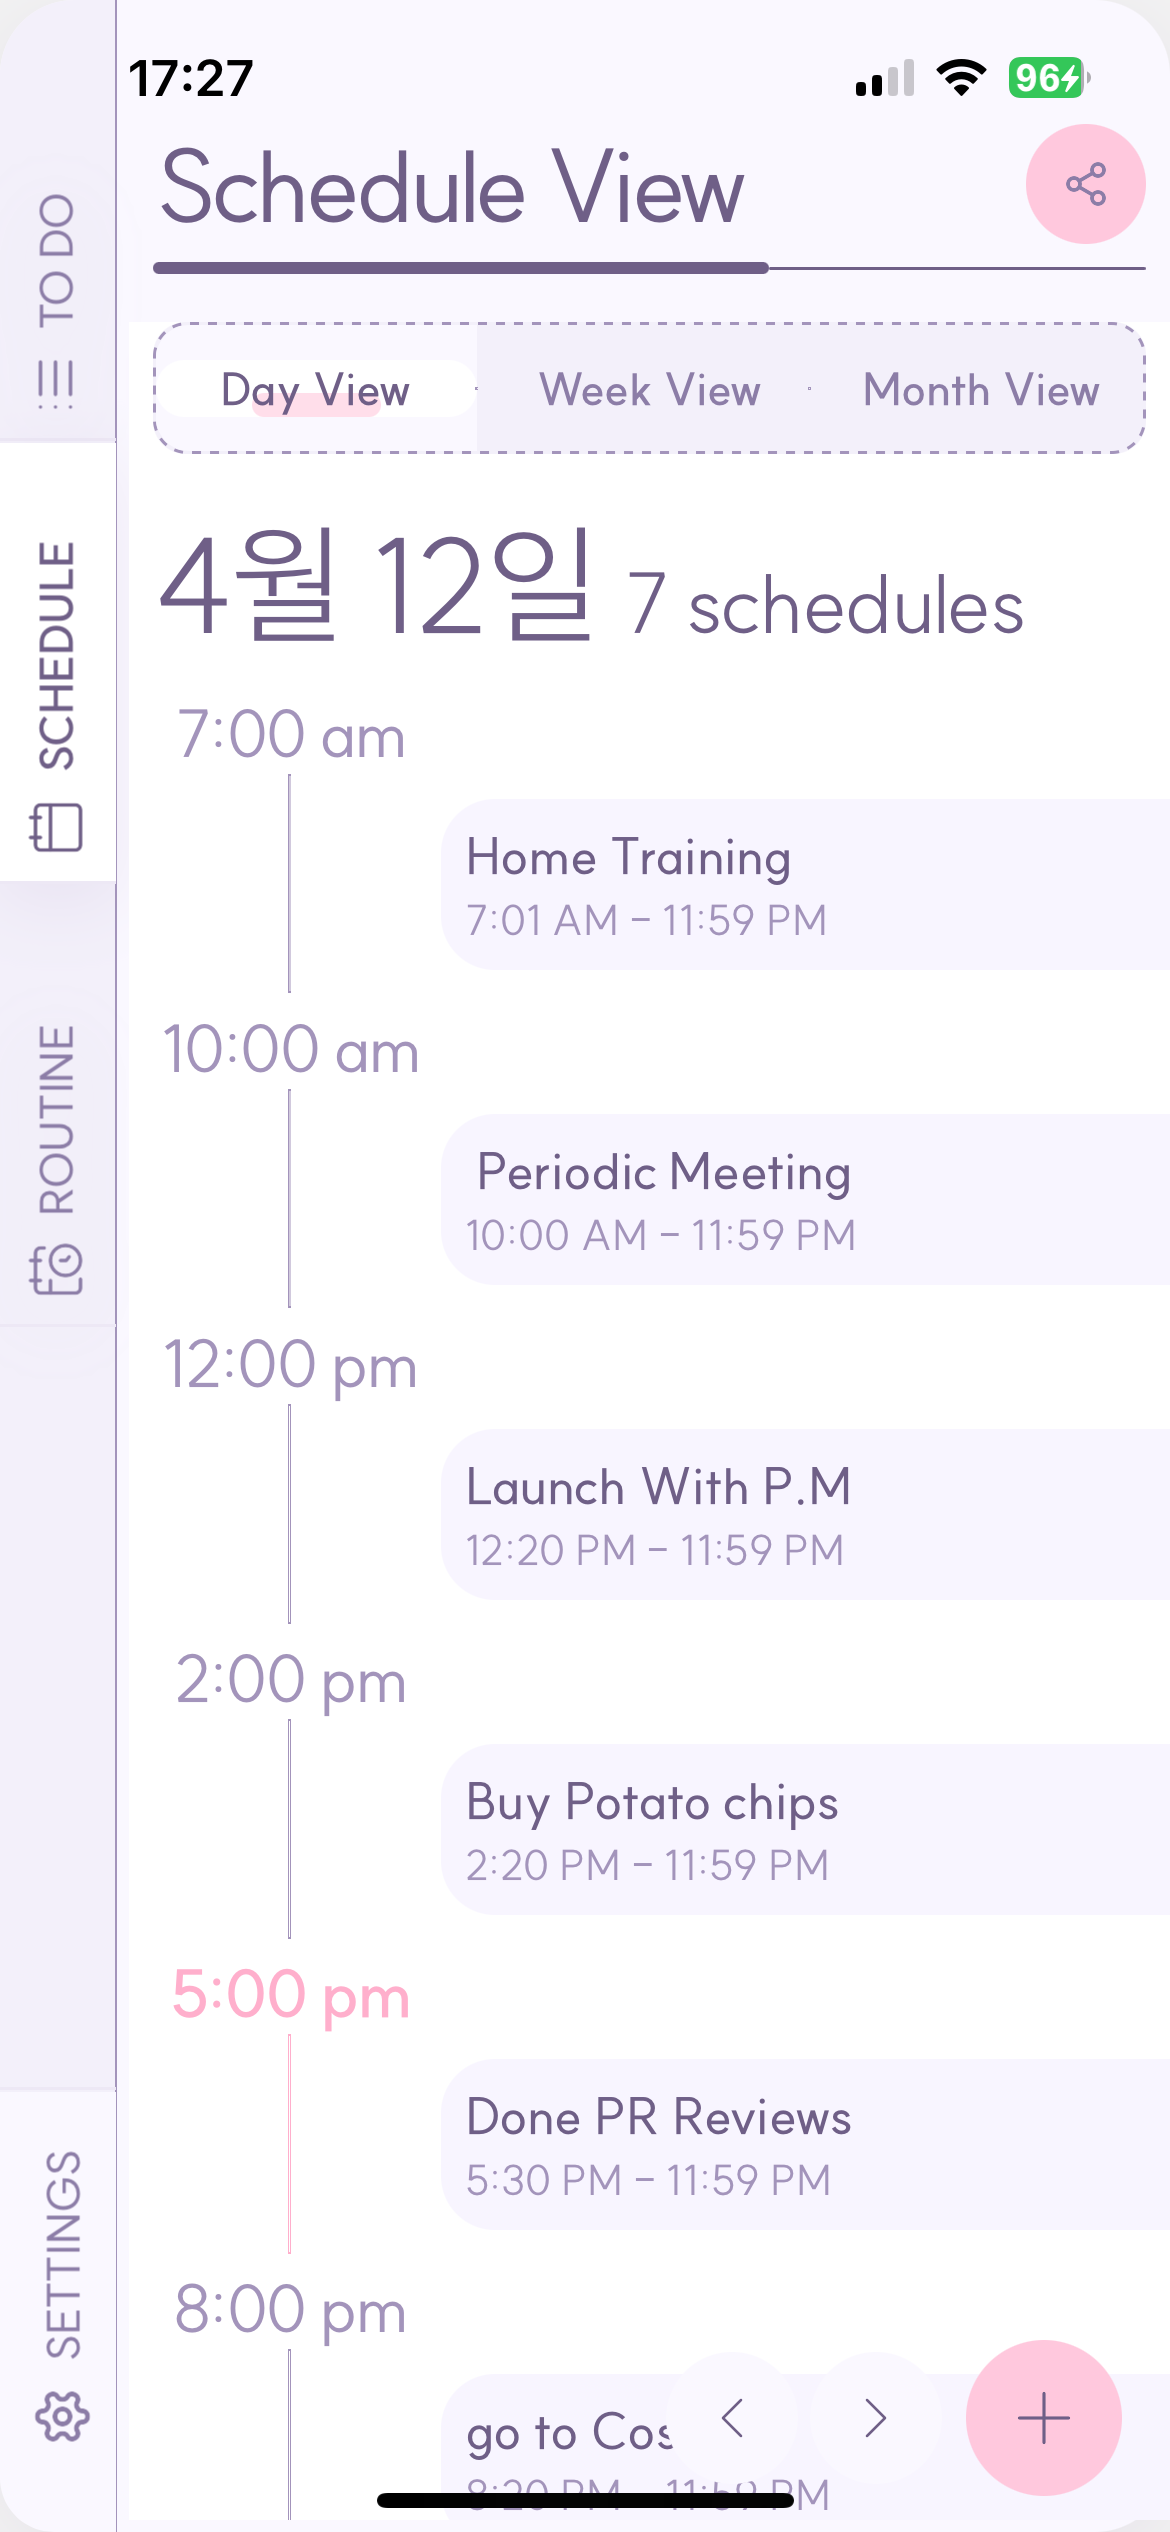 17:27
96
Schedule View
TO DO
SCHEDULE
ROUTINE
SETTINGS
Day View
Week View
Month View
4월 12일 7 schedules
7:00 am
Home Training
7:01 AM – 11:59 PM
10:00 am
Periodic Meeting
10:00 AM – 11:59 PM
12:00 pm
Launch With P.M
12:20 PM – 11:59 PM
2:00 pm
Buy Potato chips
2:20 PM – 11:59 PM
5:00 pm
Done PR Reviews
5:30 PM – 11:59 PM
8:00 pm
go to Cos
8:20 PM – 11:59 PM